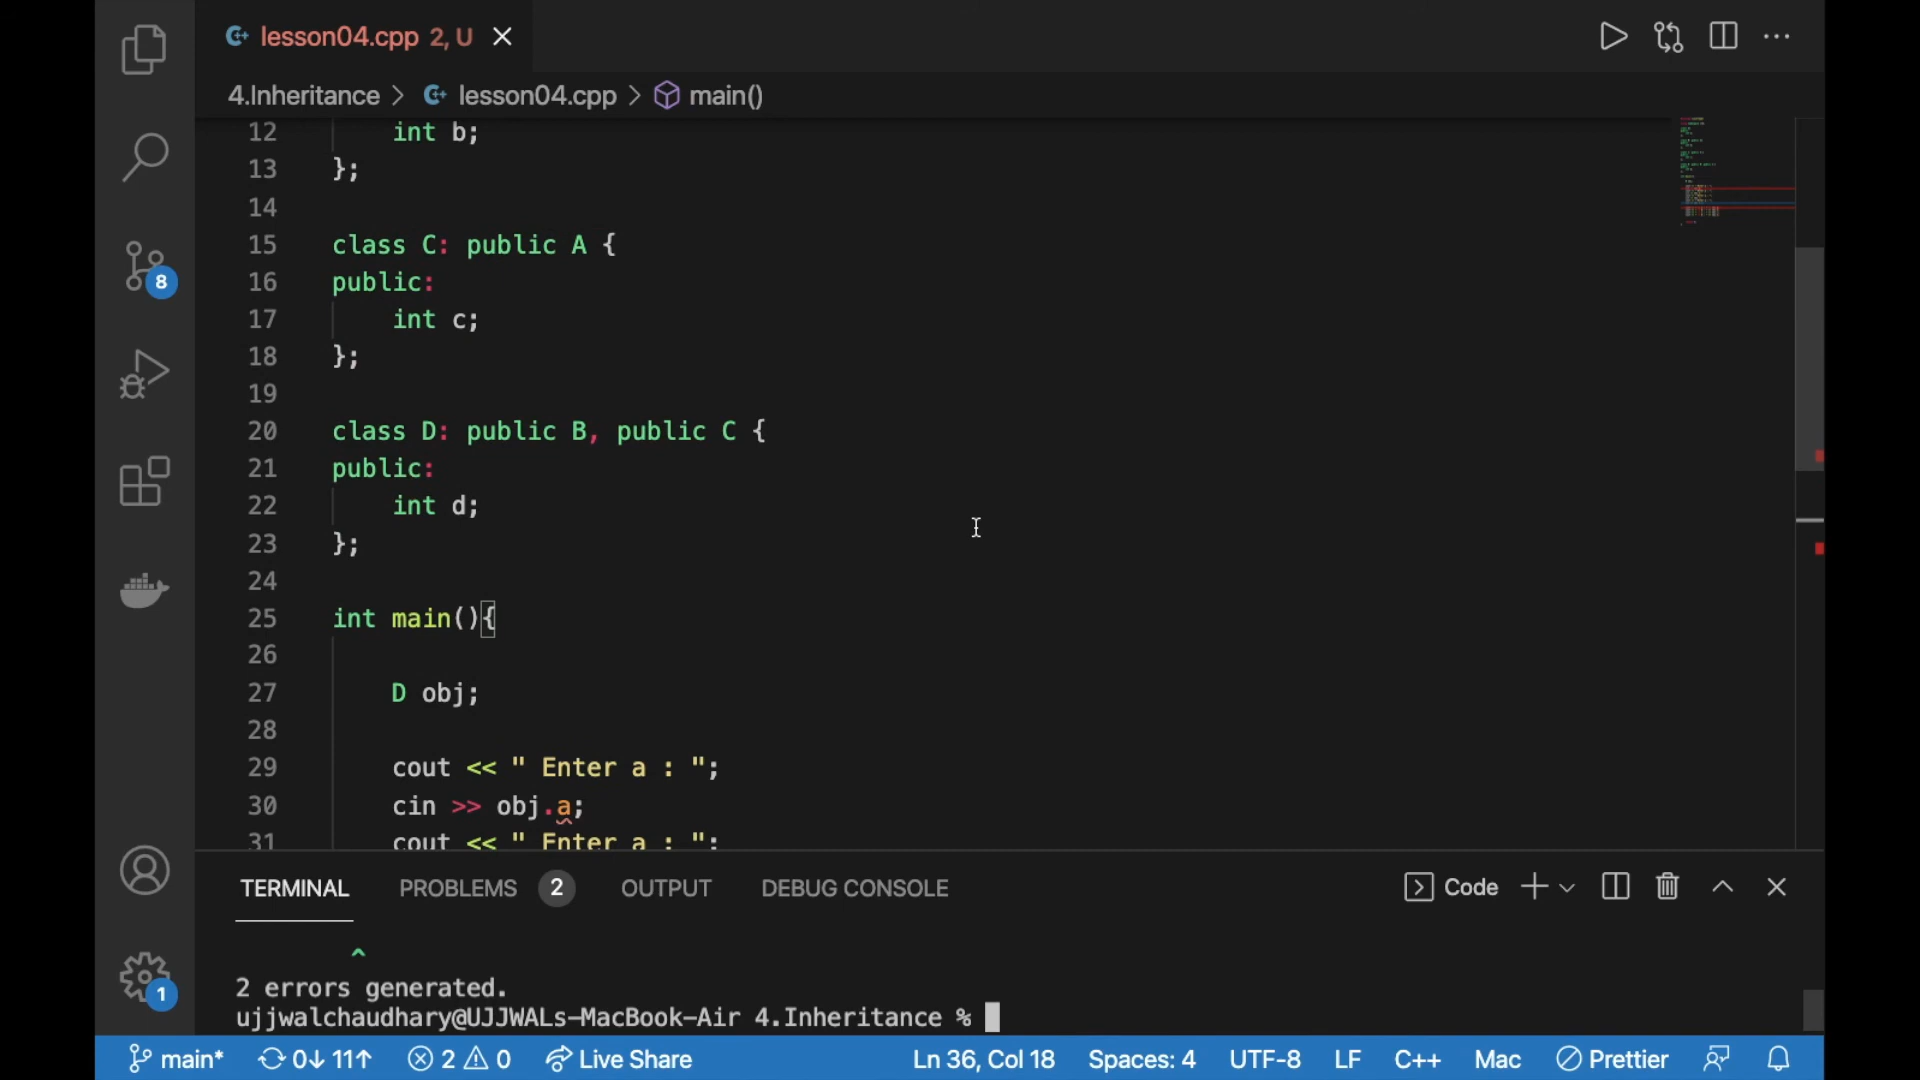 lesson04.cpp 2, U
4.Inheritance > lesson04.cpp > main()
12 int b;
13 };
14
15 class C: public A {
16 public:
17 int c;
18 };
19
20 class D: public B, public C {
21 public:
22 int d;
23 };
24
25 int main(){
26
27 D obj;
28
29 cout << " Enter a : ";
30 cin >> obj.a;
31 cout << " Enter a : ";
8
1
TERMINAL PROBLEMS 2 OUTPUT DEBUG CONSOLE Code
^
2 errors generated.
ujjwalchaudhary@UJJWALs-MacBook-Air 4.Inheritance %
main* 0↓ 11↑ 2 0 Live Share Ln 36, Col 18 Spaces: 4 UTF-8 LF C++ Mac Prettier